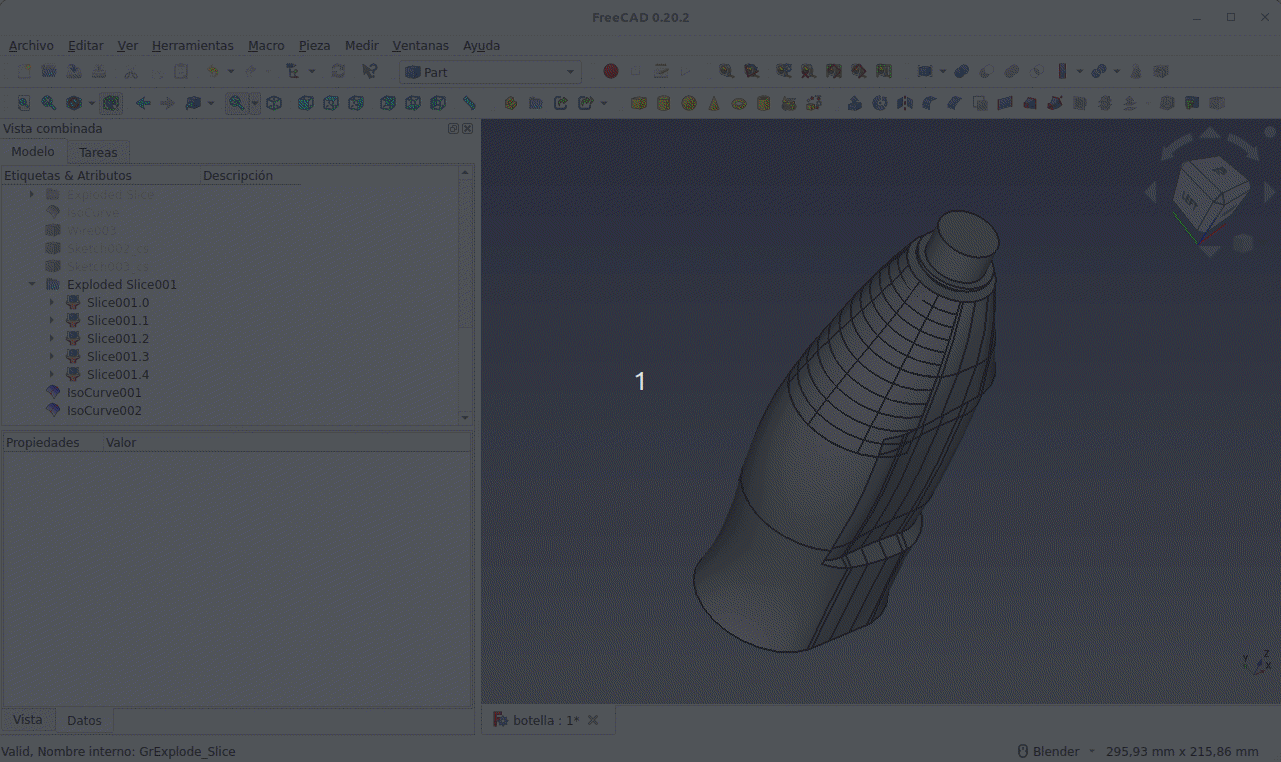 FreeCAD 0.20.2
Archivo Editar Ver Herramientas Macro Pieza Medir Ventanas Ayuda
Part
Vista combinada
Modelo Tareas
Etiquetas & Atributos Descripción
Exploded Slice
IsoCurve
Wire003
Exploded Slice001
Slice001.0
Slice001.1
Slice001.2
Slice001.3
Slice001.4
IsoCurve001
IsoCurve002
Propiedades Valor
1
LEFT
Z
Y
X
Vista Datos
botella : 1*
Valid, Nombre interno: GrExplode_Slice
Blender 295,93 mm x 215,86 mm